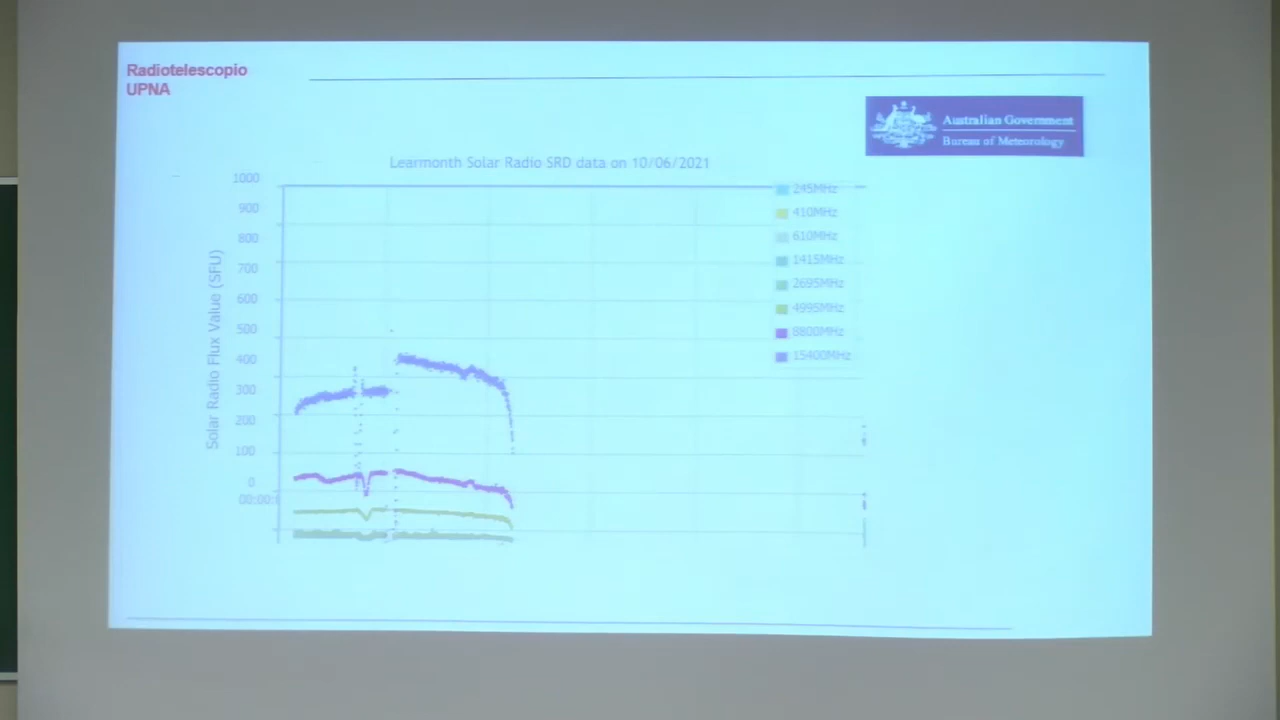 Radiotelescopio
UPNA
Australian Government
Bureau of Meteorology
Learmonth Solar Radio SRD data on 10/06/2021
Solar Radio Flux Value (SFU)
1000
900
800
700
600
500
400
300
200
100
0
00:00:
245MHz
410MHz
610MHz
1415MHz
2695MHz
4995MHz
8800MHz
15400MHz